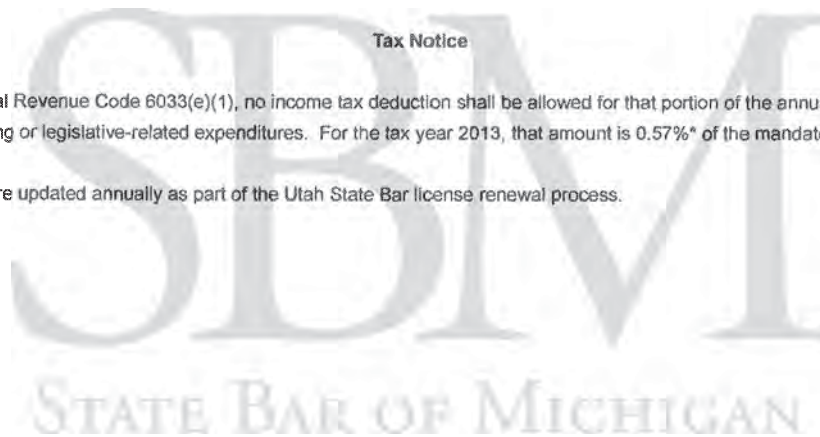 Tax Notice
al Revenue Code 6033(e)(1), no income tax deduction shall be allowed for that portion of the annu
ng or legislative-related expenditures. For the tax year 2013, that amount is 0.57%* of the mandat
re updated annually as part of the Utah State Bar license renewal process.
SBM
STATE BAR OF MICHIGAN